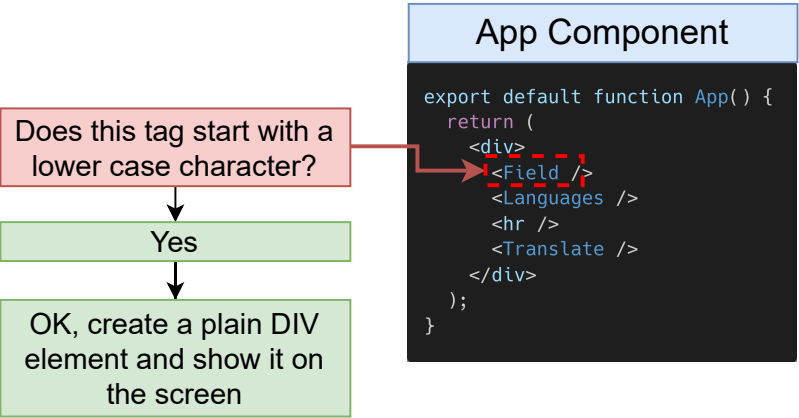 App Component
export default function App() {
return (
<div>
<Field />
<Languages />
<hr />
<Translate />
</div>
);
}
Does this tag start with a
lower case character?
Yes
OK, create a plain DIV
element and show it on
the screen